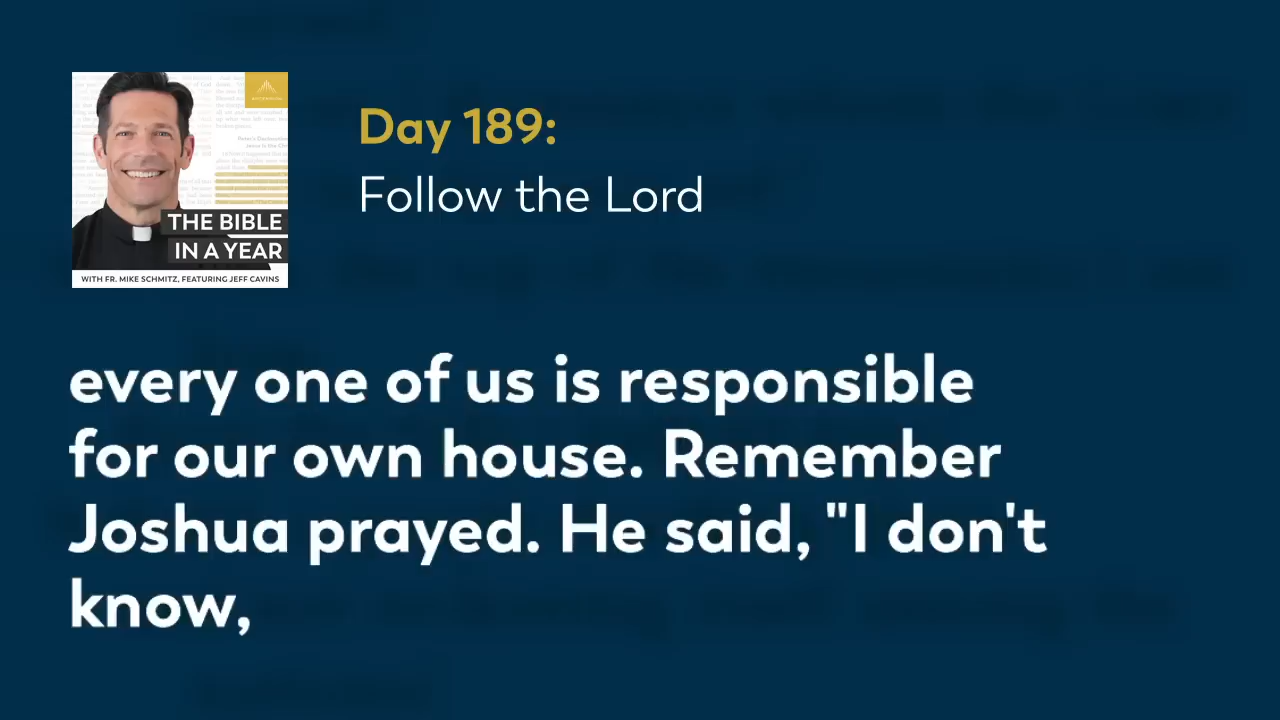 Day 189:
Follow the Lord
THE BIBLE
IN A YEAR
WITH FR. MIKE SCHMITZ, FEATURING JEFF CAVINS
every one of us is responsible
for our own house. Remember
Joshua prayed. He said, "I don't
know,